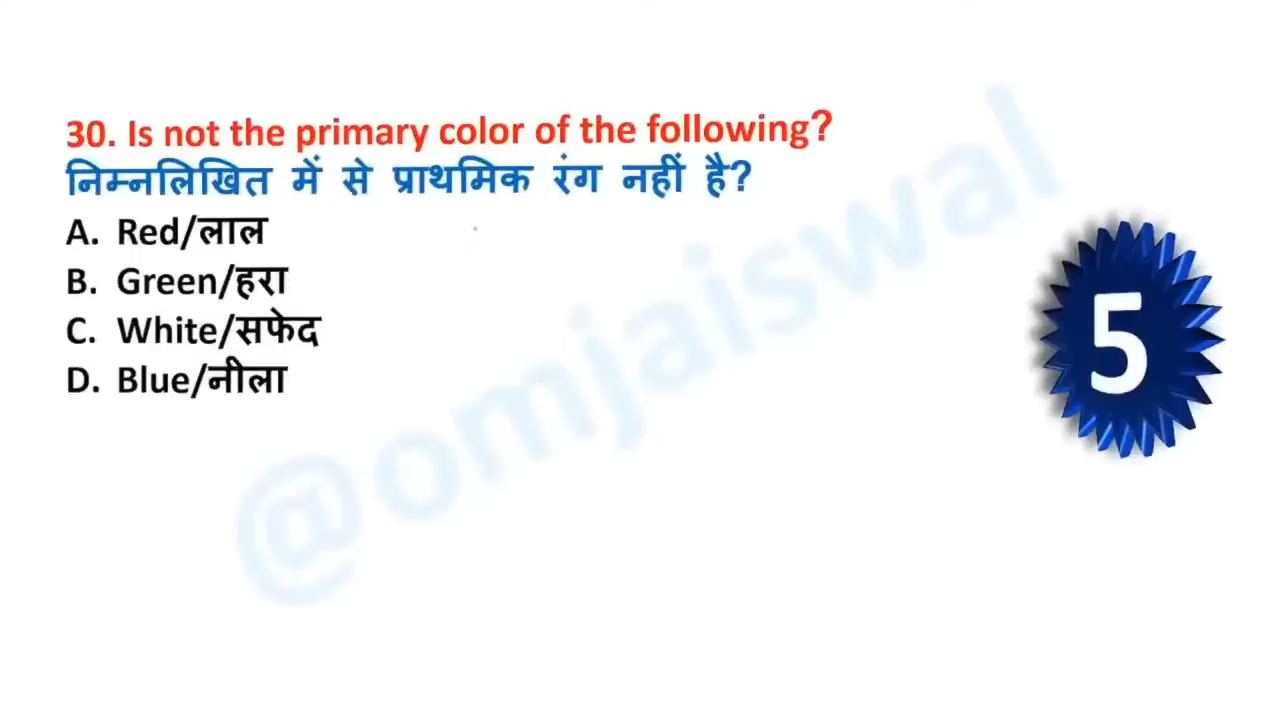 30. Is not the primary color of the following?
निम्नलिखित में से प्राथमिक रंग नहीं है?
A. Red/लाल
B. Green/हरा
C. White/सफेद
D. Blue/नीला
5
@omjaiswal